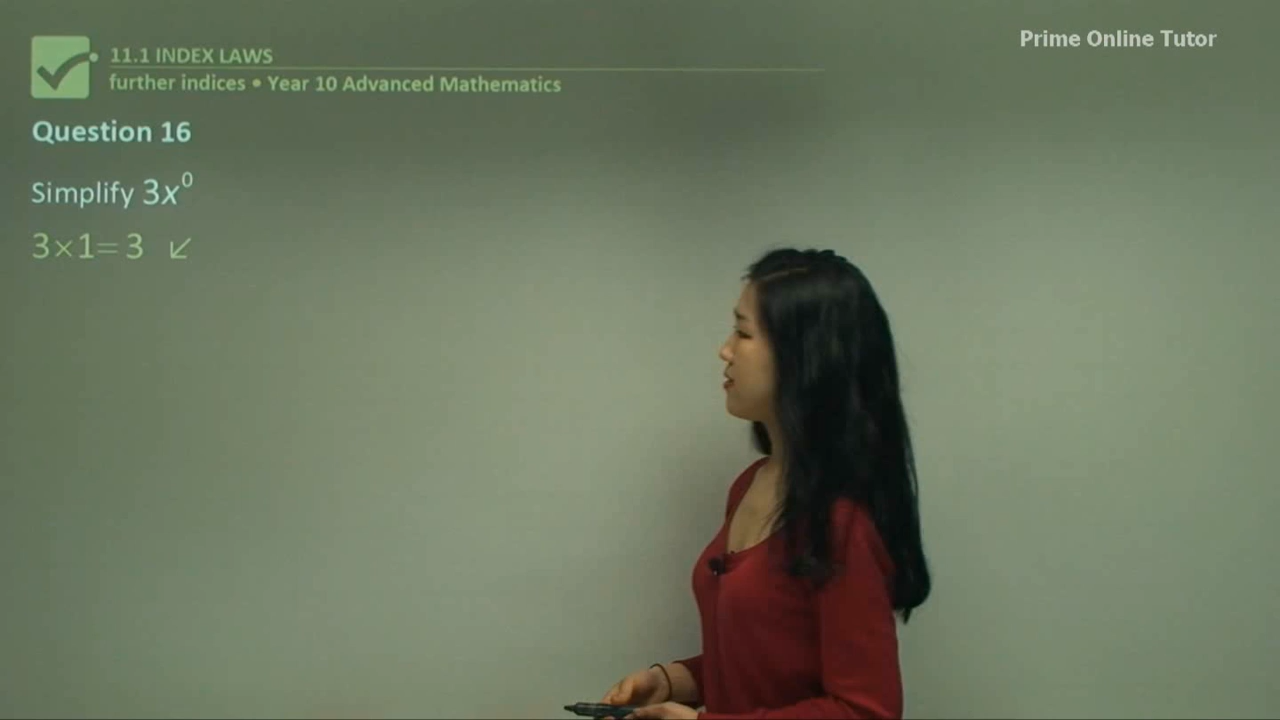 Prime Online Tutor
11.1 INDEX LAWS
further indices • Year 10 Advanced Mathematics
Question 16
Simplify 3x⁰
3×1=3 ↙